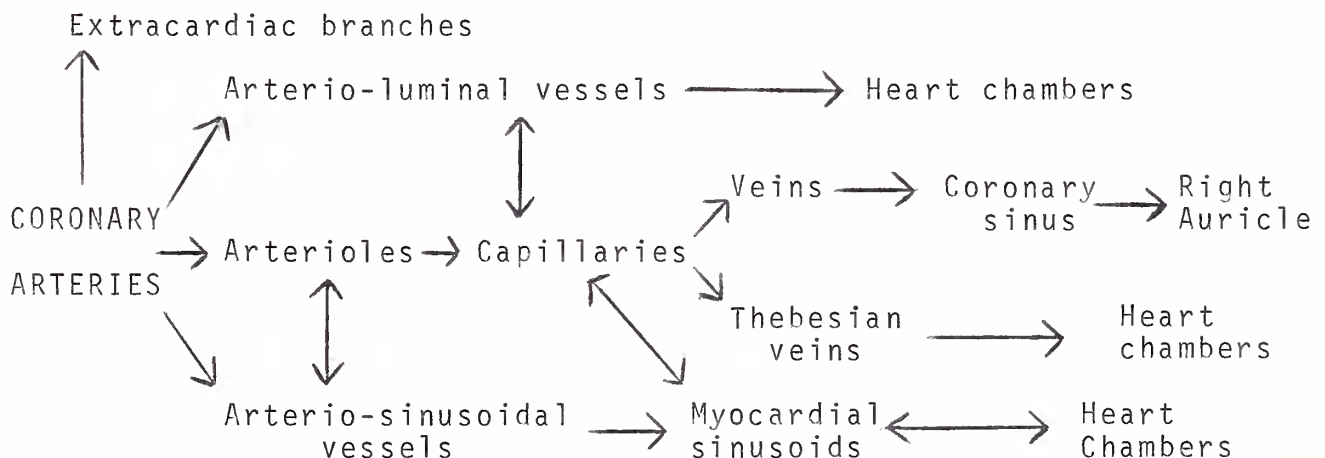 Extracardiac branches
Arterio-luminal vessels
Heart chambers
Veins
Coronary
sinus
Right
Auricle
CORONARY
ARTERIES
Arterioles
Capillaries
Thebesian
veins
Heart
chambers
Arterio-sinusoidal
vessels
Myocardial
sinusoids
Heart
Chambers